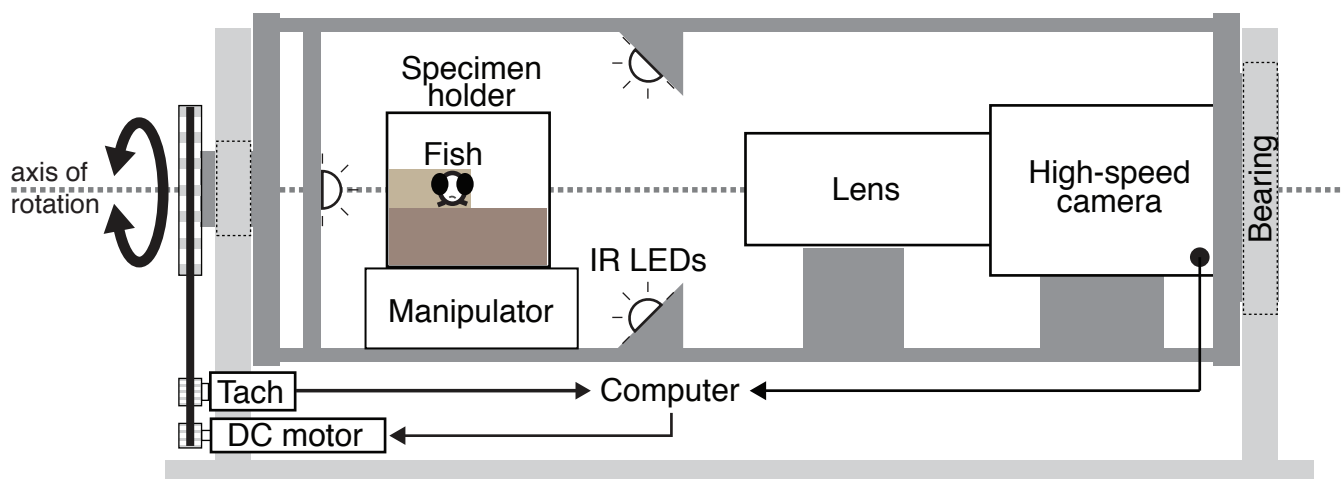 Specimen
holder
Fish
axis of
rotation
Lens
High-speed
camera
Bearing
IR LEDs
Manipulator
Tach
Computer
DC motor